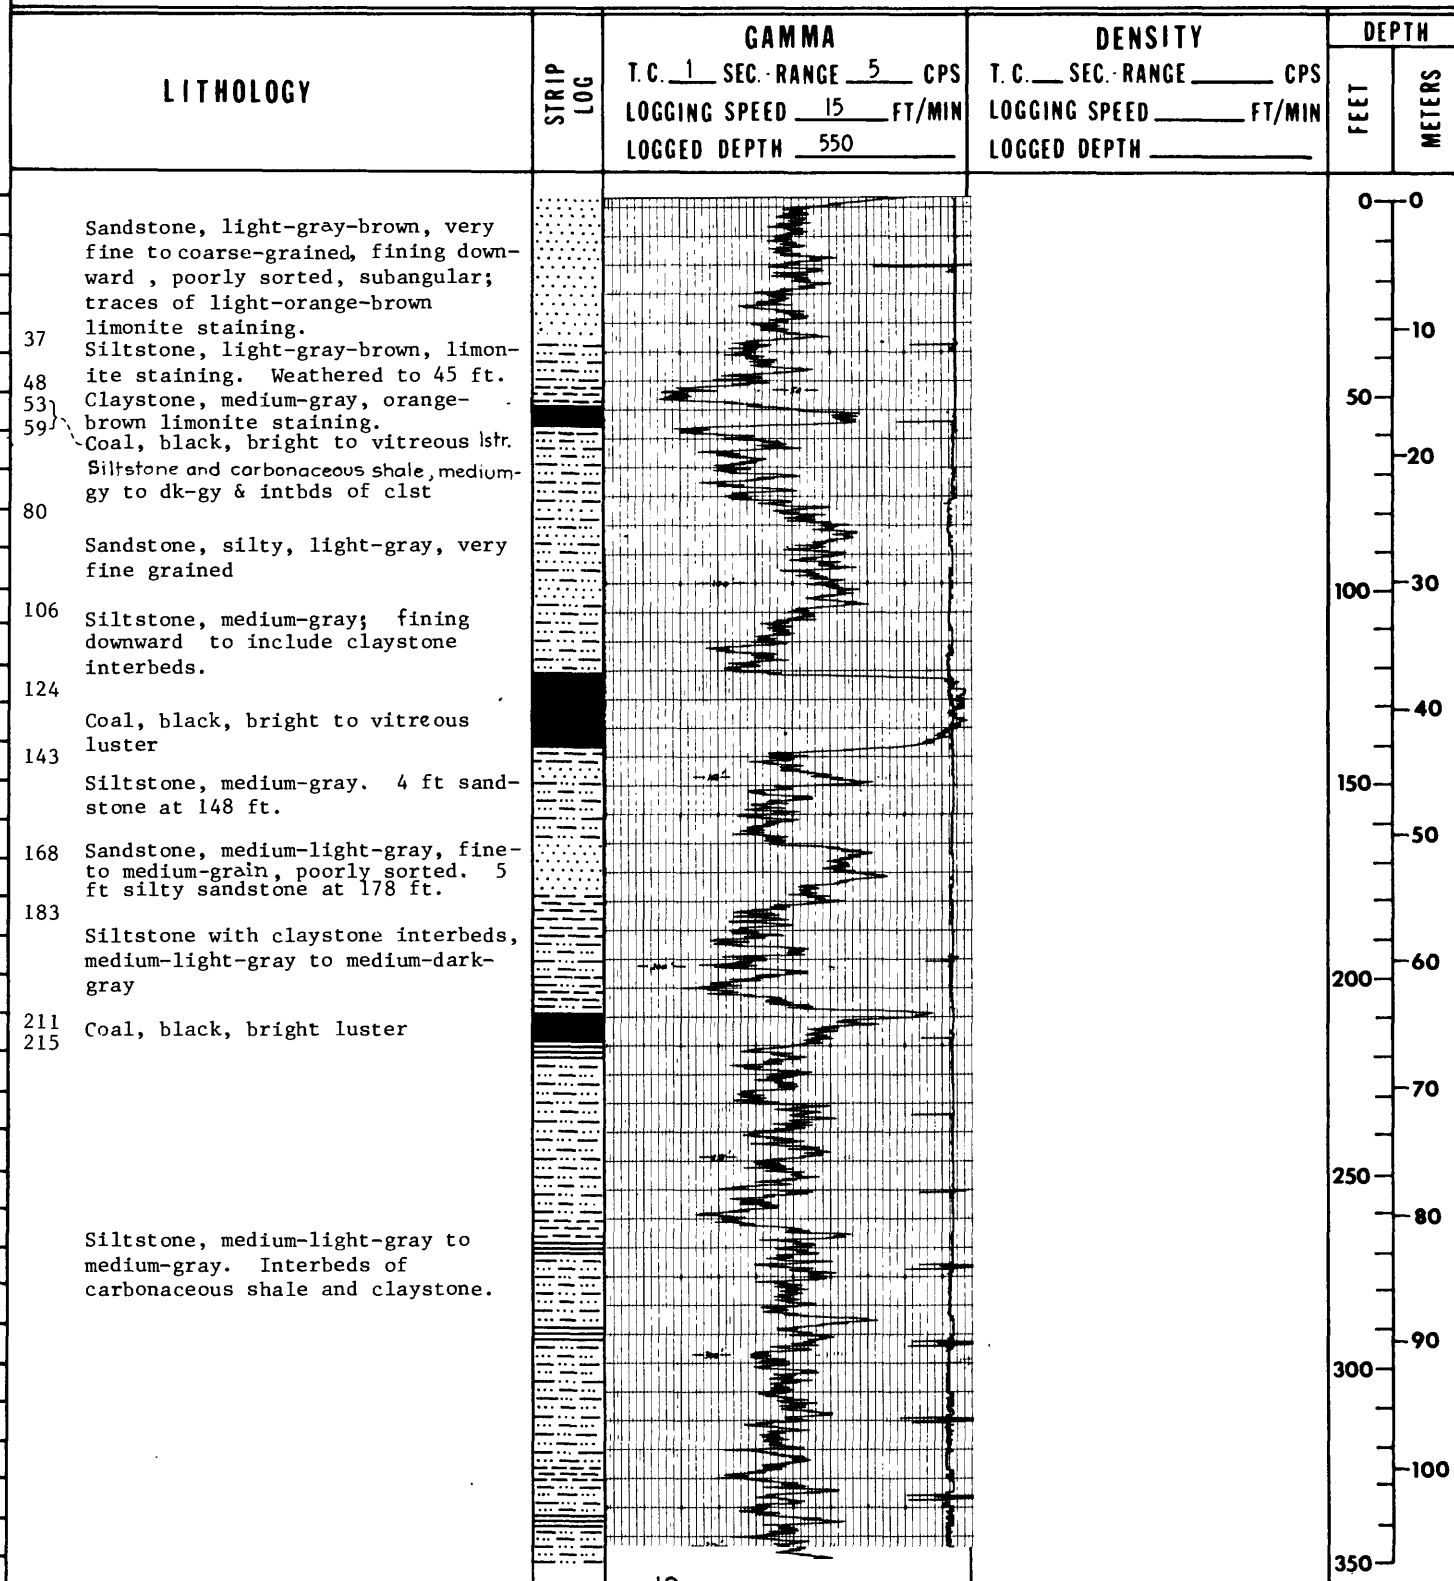 LITHOLOGY
STRIP LOG
GAMMA
T.C. 1 SEC.-RANGE 5 CPS
LOGGING SPEED 15 FT/MIN
LOGGED DEPTH 550
DENSITY
T.C. SEC.-RANGE CPS
LOGGING SPEED FT/MIN
LOGGED DEPTH
DEPTH
FEET
METERS
Sandstone, light-gray-brown, very
fine to coarse-grained, fining down-
ward , poorly sorted, subangular;
traces of light-orange-brown
limonite staining.
37
Siltstone, light-gray-brown, limon-
ite staining. Weathered to 45 ft.
48
Claystone, medium-gray, orange-
brown limonite staining.
53
59
Coal, black, bright to vitreous lstr.
Siltstone and carbonaceous shale, medium-
gy to dk-gy & intbds of clst
80
Sandstone, silty, light-gray, very
fine grained
106
Siltstone, medium-gray; fining
downward to include claystone
interbeds.
124
Coal, black, bright to vitreous
luster
143
Siltstone, medium-gray. 4 ft sand-
stone at 148 ft.
168
Sandstone, medium-light-gray, fine-
to medium-grain, poorly sorted. 5
ft silty sandstone at 178 ft.
183
Siltstone with claystone interbeds,
medium-light-gray to medium-dark-
gray
211
Coal, black, bright luster
215
Siltstone, medium-light-gray to
medium-gray. Interbeds of
carbonaceous shale and claystone.
0
50
100
150
200
250
300
350
0
10
20
30
40
50
60
70
80
90
100